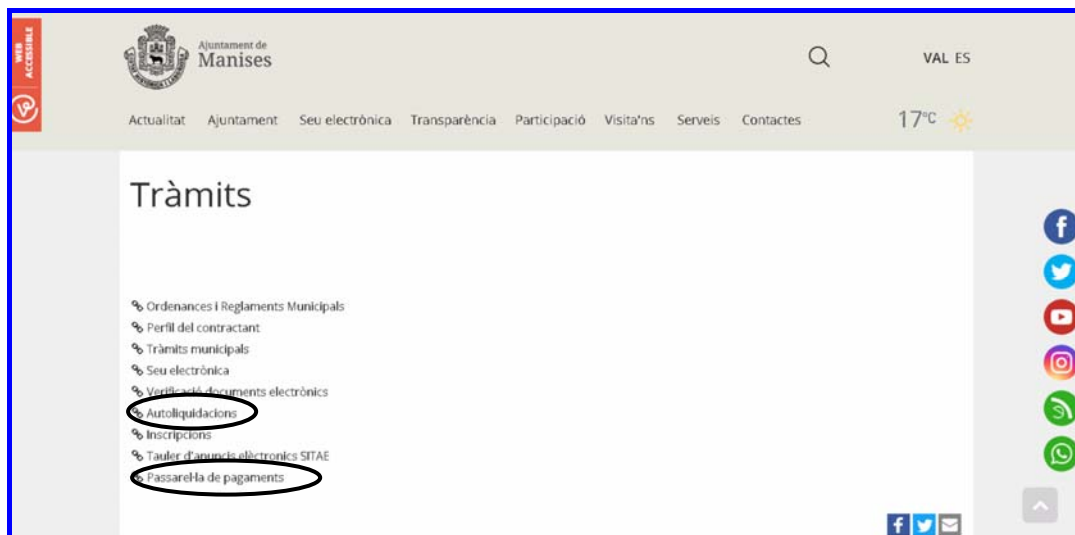 WEB
ACCESSIBLE
Ajuntament de
Manises
VAL ES
Actualitat Ajuntament Seu electrònica Transparència Participació Visita'ns Serveis Contactes
17°C
Tràmits
Ordenances i Reglaments Municipals
Perfil del contractant
Tràmits municipals
Seu electrònica
Verificació documents electrònics
Autoliquidacions
Inscripcions
Tauler d'anuncis elèctronics SITAE
Passarel·la de pagaments